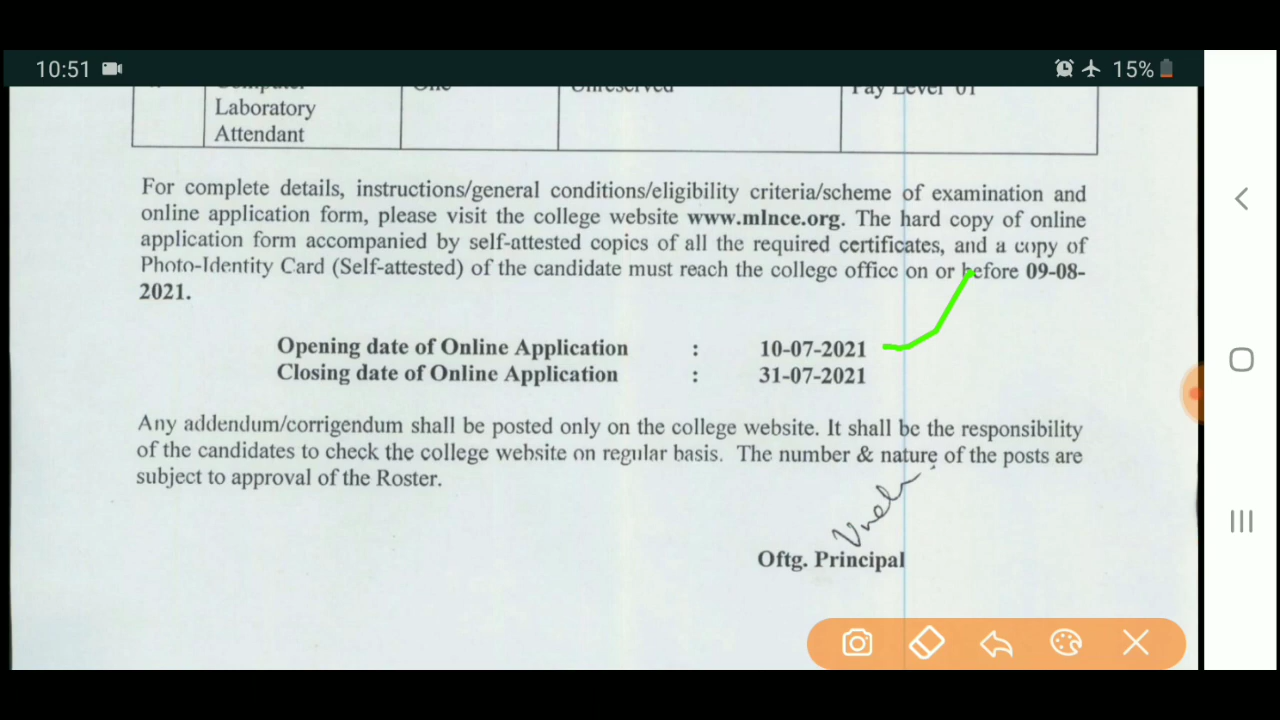 10:51
15%
Computer
One
Unreserved
Pay Level 01
Laboratory
Attendant
For complete details, instructions/general conditions/eligibility criteria/scheme of examination and
online application form, please visit the college website www.mlnce.org. The hard copy of online
application form accompanied by self-attested copies of all the required certificates, and a copy of
Photo-Identity Card (Self-attested) of the candidate must reach the college office on or before 09-08-
2021.
Opening date of Online Application : 10-07-2021
Closing date of Online Application : 31-07-2021
Any addendum/corrigendum shall be posted only on the college website. It shall be the responsibility
of the candidates to check the college website on regular basis. The number & nature of the posts are
subject to approval of the Roster.
Oftg. Principal